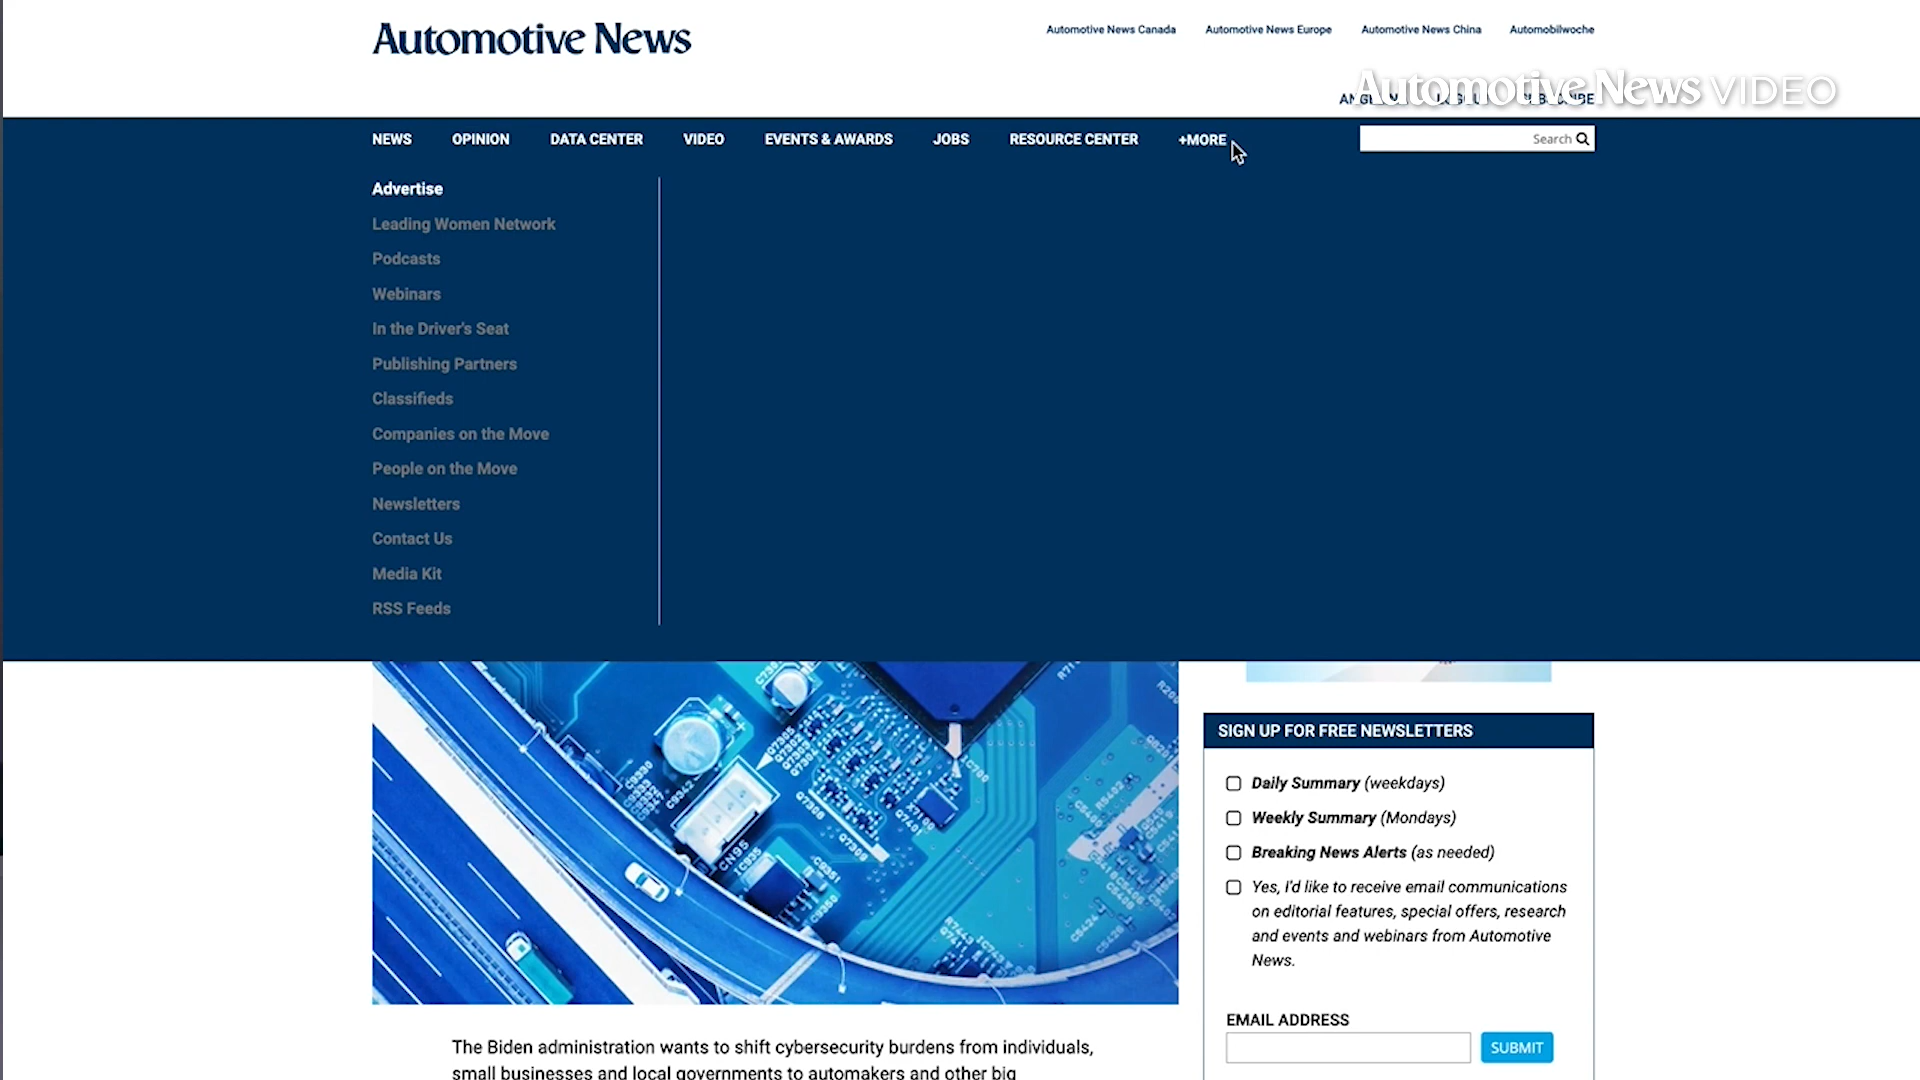 Automotive News
Automotive News Canada Automotive News Europe Automotive News China Automobilwoche
Automotive News VIDEO
NEWS OPINION DATA CENTER VIDEO EVENTS & AWARDS JOBS RESOURCE CENTER +MORE Search
Advertise
Leading Women Network
Podcasts
Webinars
In the Driver's Seat
Publishing Partners
Classifieds
Companies on the Move
People on the Move
Newsletters
Contact Us
Media Kit
RSS Feeds
SIGN UP FOR FREE NEWSLETTERS
Daily Summary (weekdays)
Weekly Summary (Mondays)
Breaking News Alerts (as needed)
Yes, I'd like to receive email communications
on editorial features, special offers, research
and events and webinars from Automotive
News.
EMAIL ADDRESS
SUBMIT
The Biden administration wants to shift cybersecurity burdens from individuals,
small businesses and local governments to automakers and other big